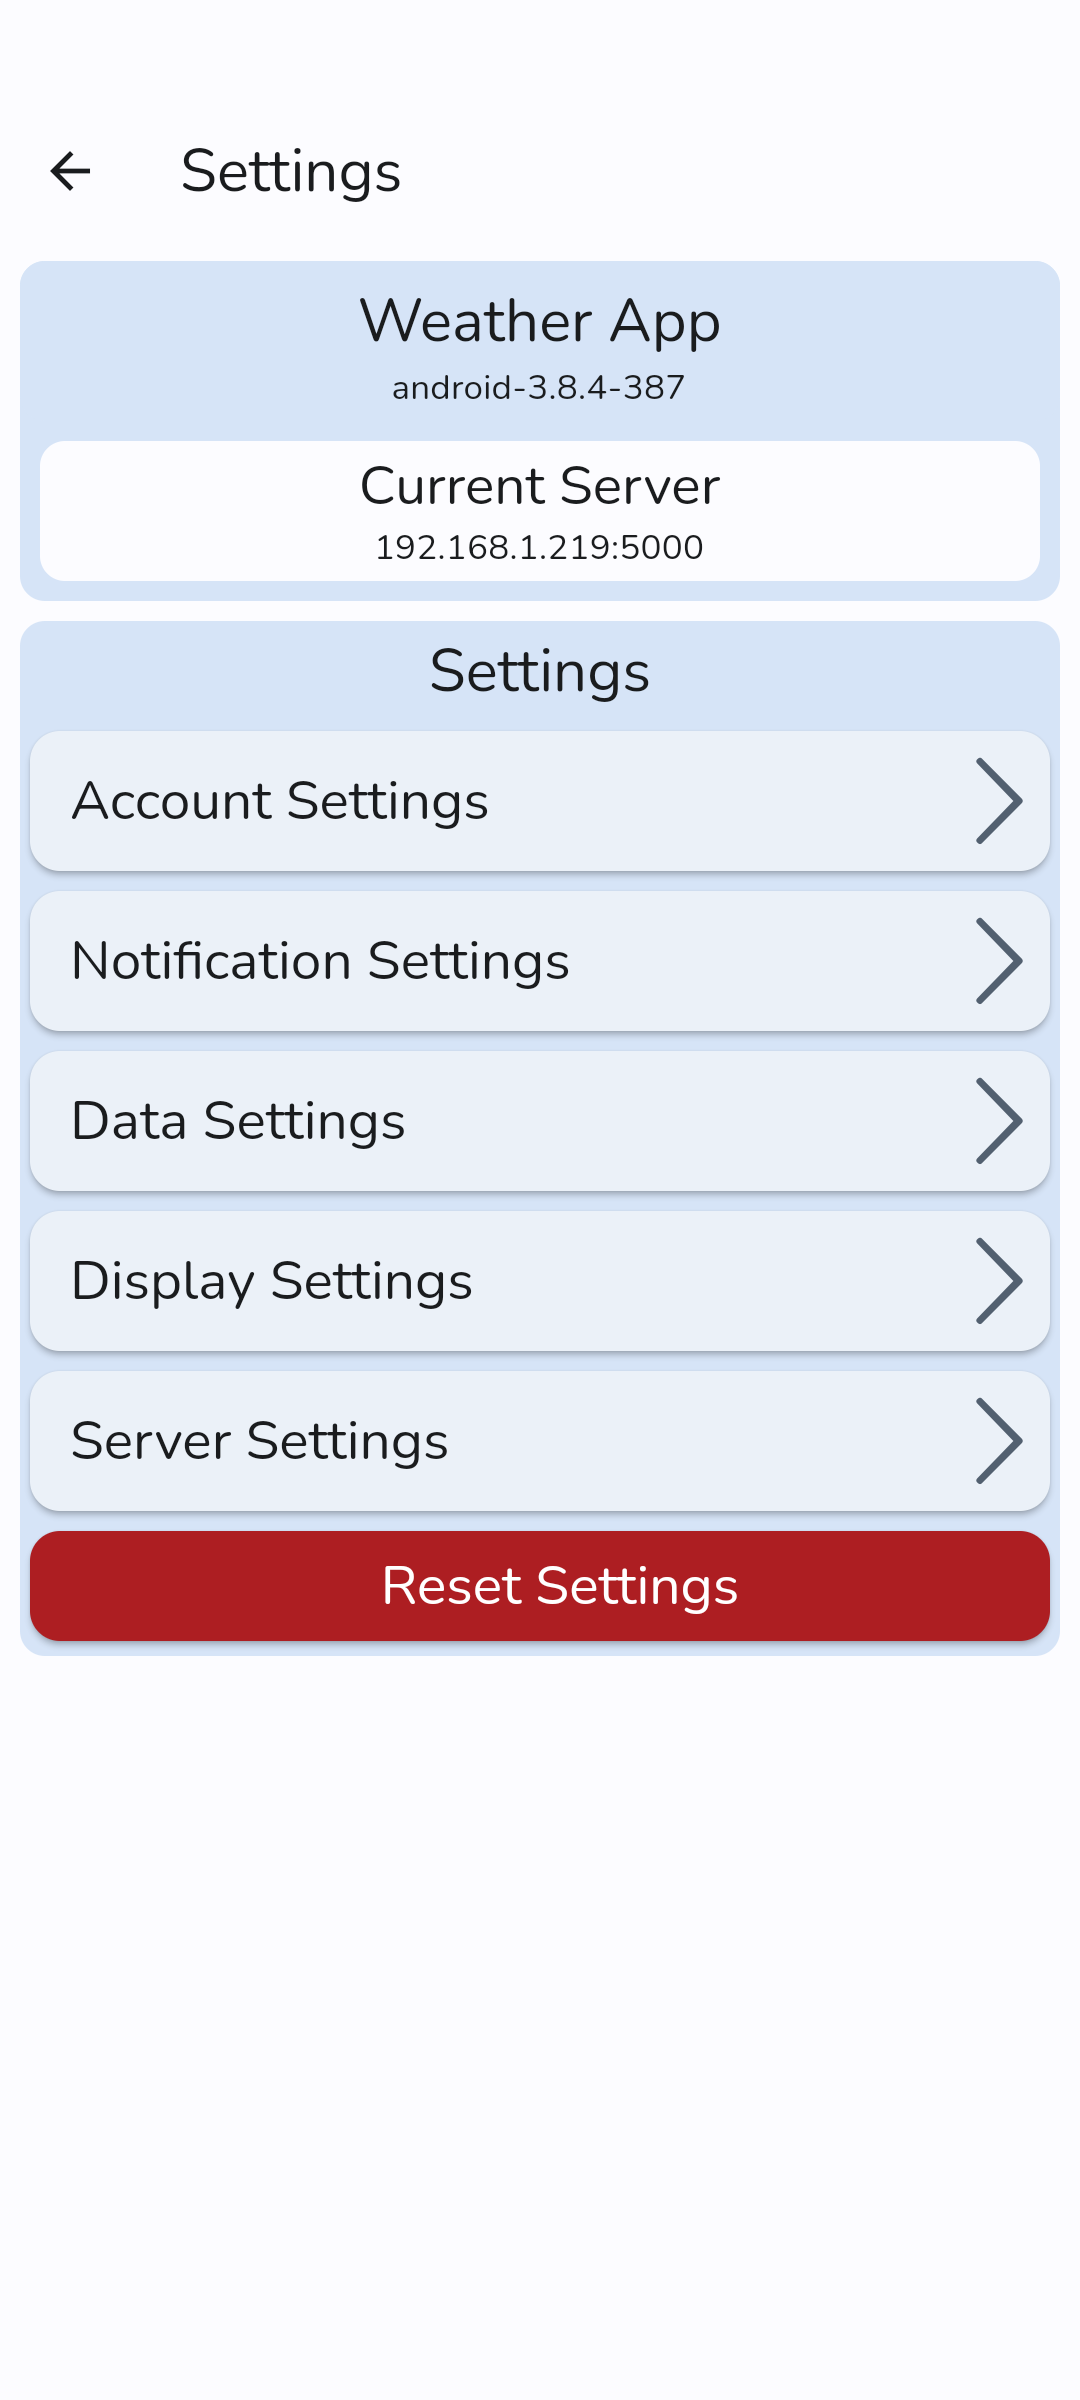 Settings
Weather App
android-3.8.4-387
Current Server
192.168.1.219:5000
Settings
Account Settings
Notification Settings
Data Settings
Display Settings
Server Settings
Reset Settings